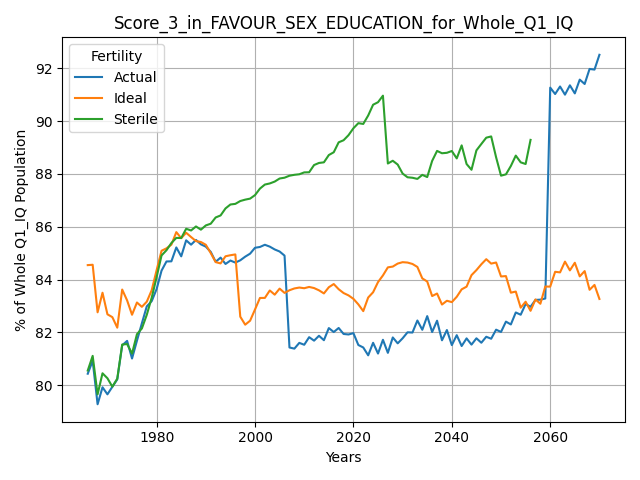 Score_3_in_FAVOUR_SEX_EDUCATION_for_Whole_Q1_IQ
Fertility
Actual
Ideal
Sterile
% of Whole Q1_IQ Population
92
90
88
86
84
82
80
1980
2000
2020
2040
2060
Years